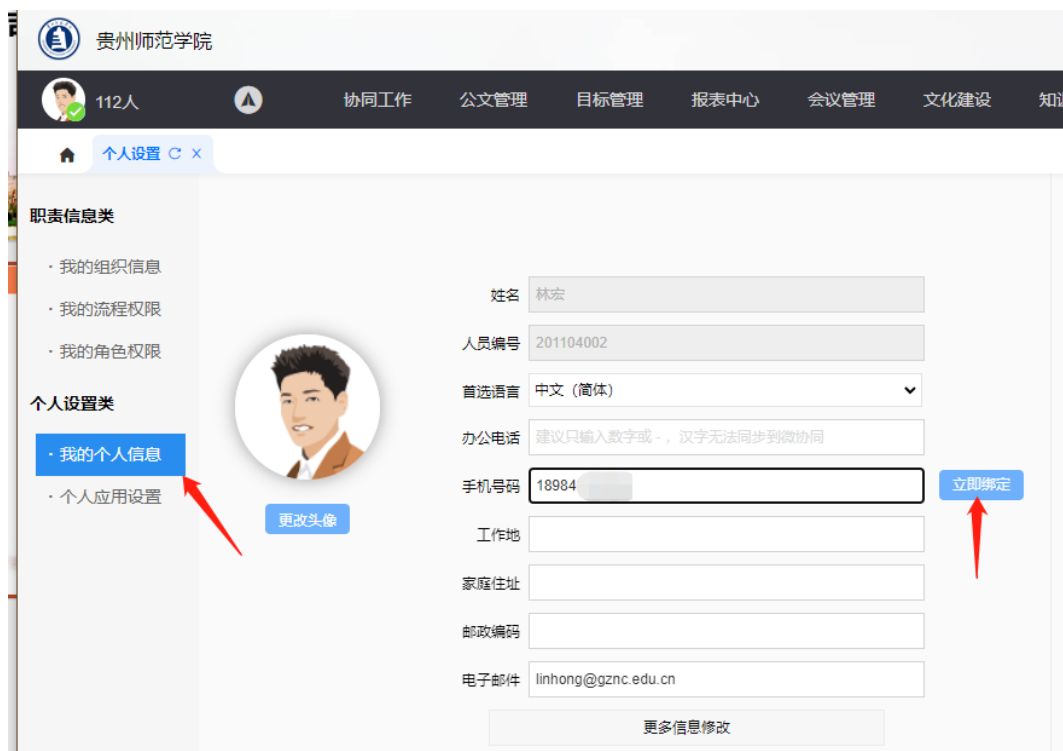 贵州师范学院
112人 协同工作 公文管理 目标管理 报表中心 会议管理 文化建设
个人设置
职责信息类
· 我的组织信息
· 我的流程权限
· 我的角色权限
个人设置类
· 我的个人信息
· 个人应用设置
更改头像
姓名 林宏
人员编号 201104002
首选语言 中文（简体）
办公电话 建议只输入数字或 - ，汉字无法同步到微协同
手机号码 18984 立即绑定
工作地
家庭住址
邮政编码
电子邮件 linhong@gznc.edu.cn
更多信息修改